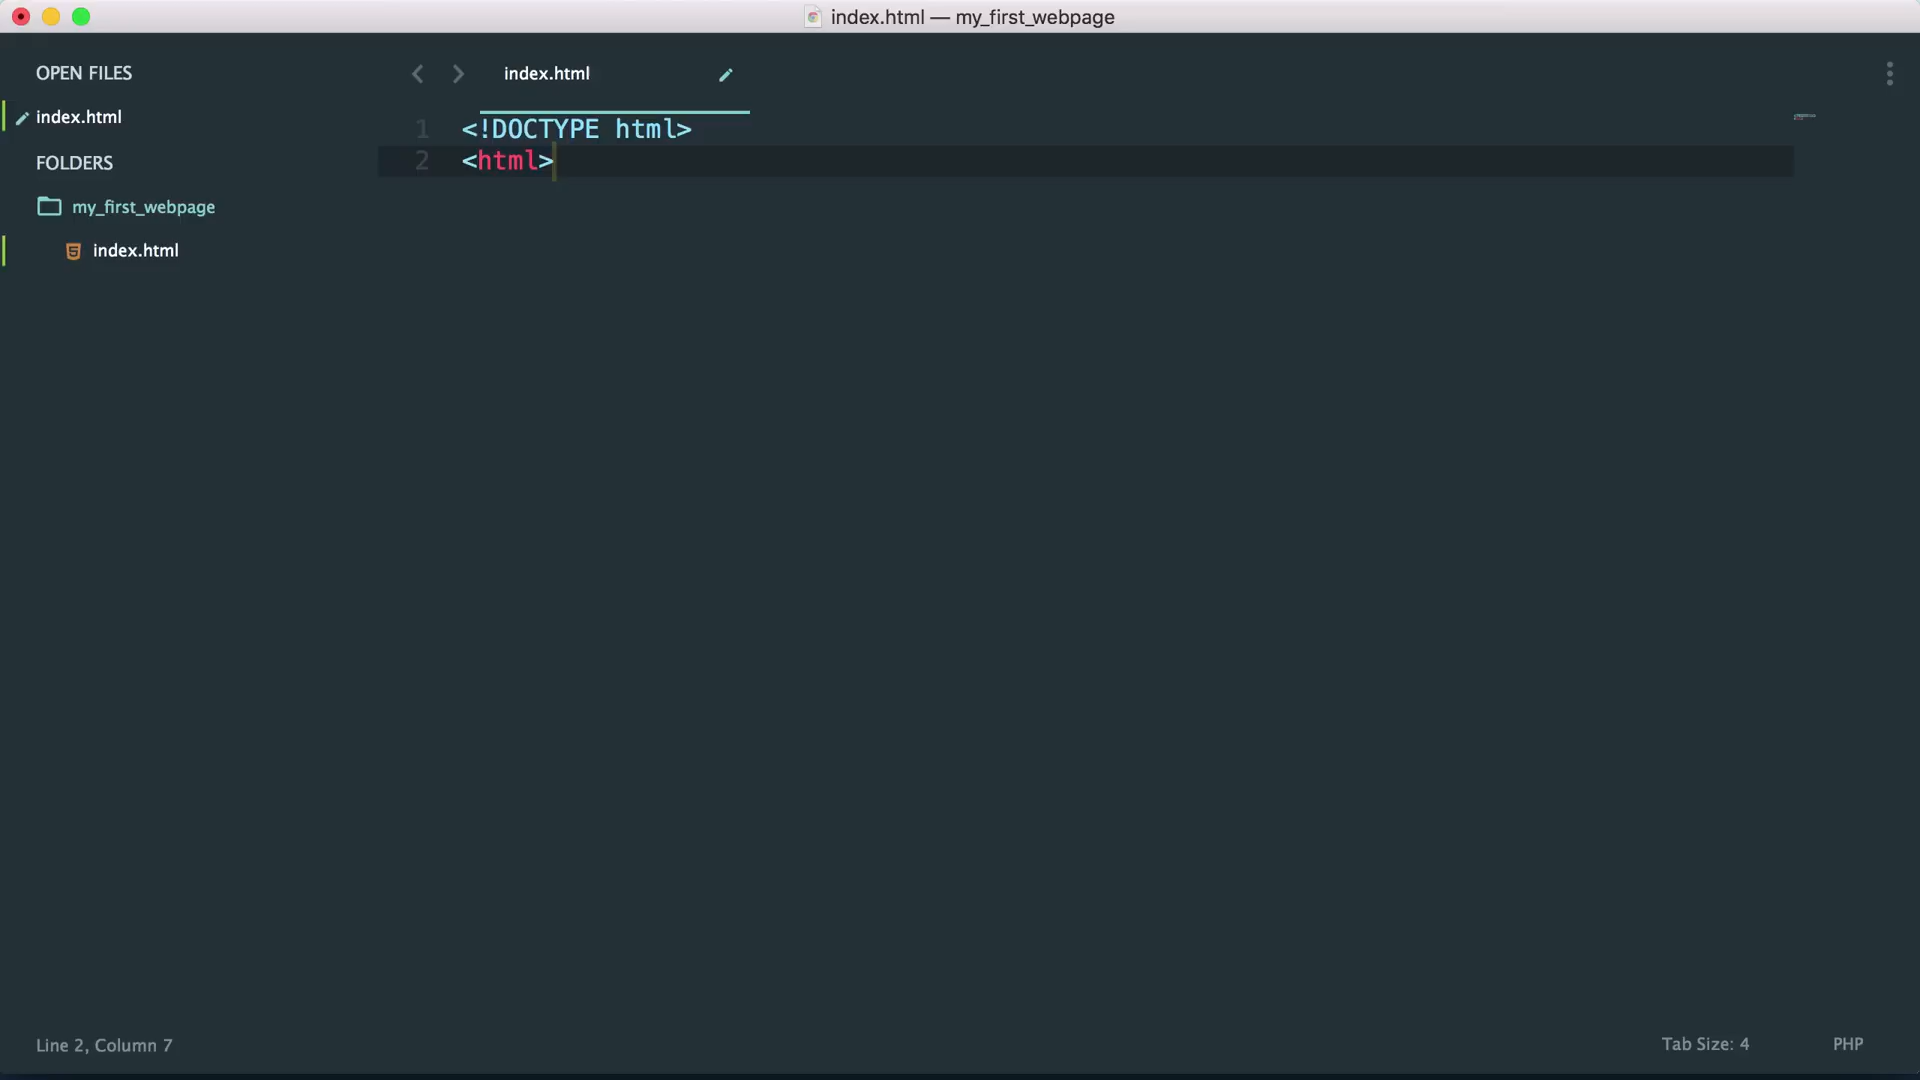 index.html — my_first_webpage
OPEN FILES
index.html
FOLDERS
my_first_webpage
index.html
index.html
1 <!DOCTYPE html>
2 <html>
Line 2, Column 7
Tab Size: 4
PHP